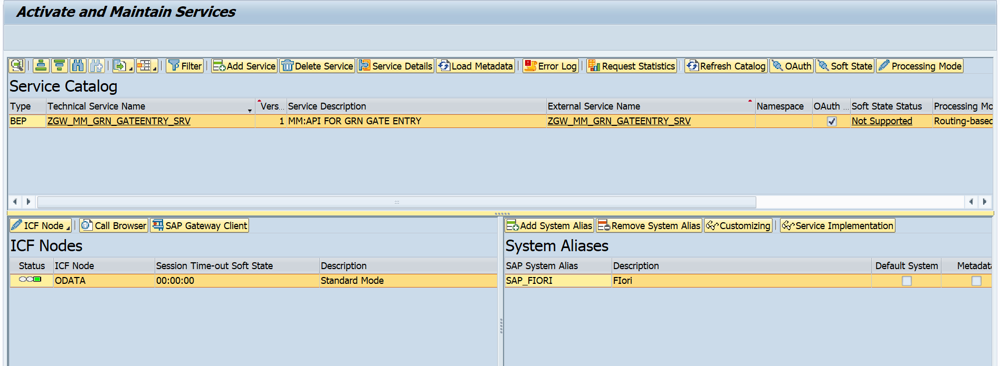 Activate and Maintain Services
Filter Add Service Delete Service Service Details Load Metadata Error Log Request Statistics Refresh Catalog OAuth Soft State Processing Mode
Service Catalog
Type Technical Service Name Vers... Service Description External Service Name Namespace OAuth ... Soft State Status Processing Mo
BEP ZGW_MM_GRN_GATEENTRY_SRV 1 MM:API FOR GRN GATE ENTRY ZGW_MM_GRN_GATEENTRY_SRV Not Supported Routing-based
ICF Node Call Browser SAP Gateway Client
ICF Nodes
Status ICF Node Session Time-out Soft State Description
ODATA 00:00:00 Standard Mode
Add System Alias Remove System Alias Customizing Service Implementation
System Aliases
SAP System Alias Description Default System Metadata
SAP_FIORI FIori